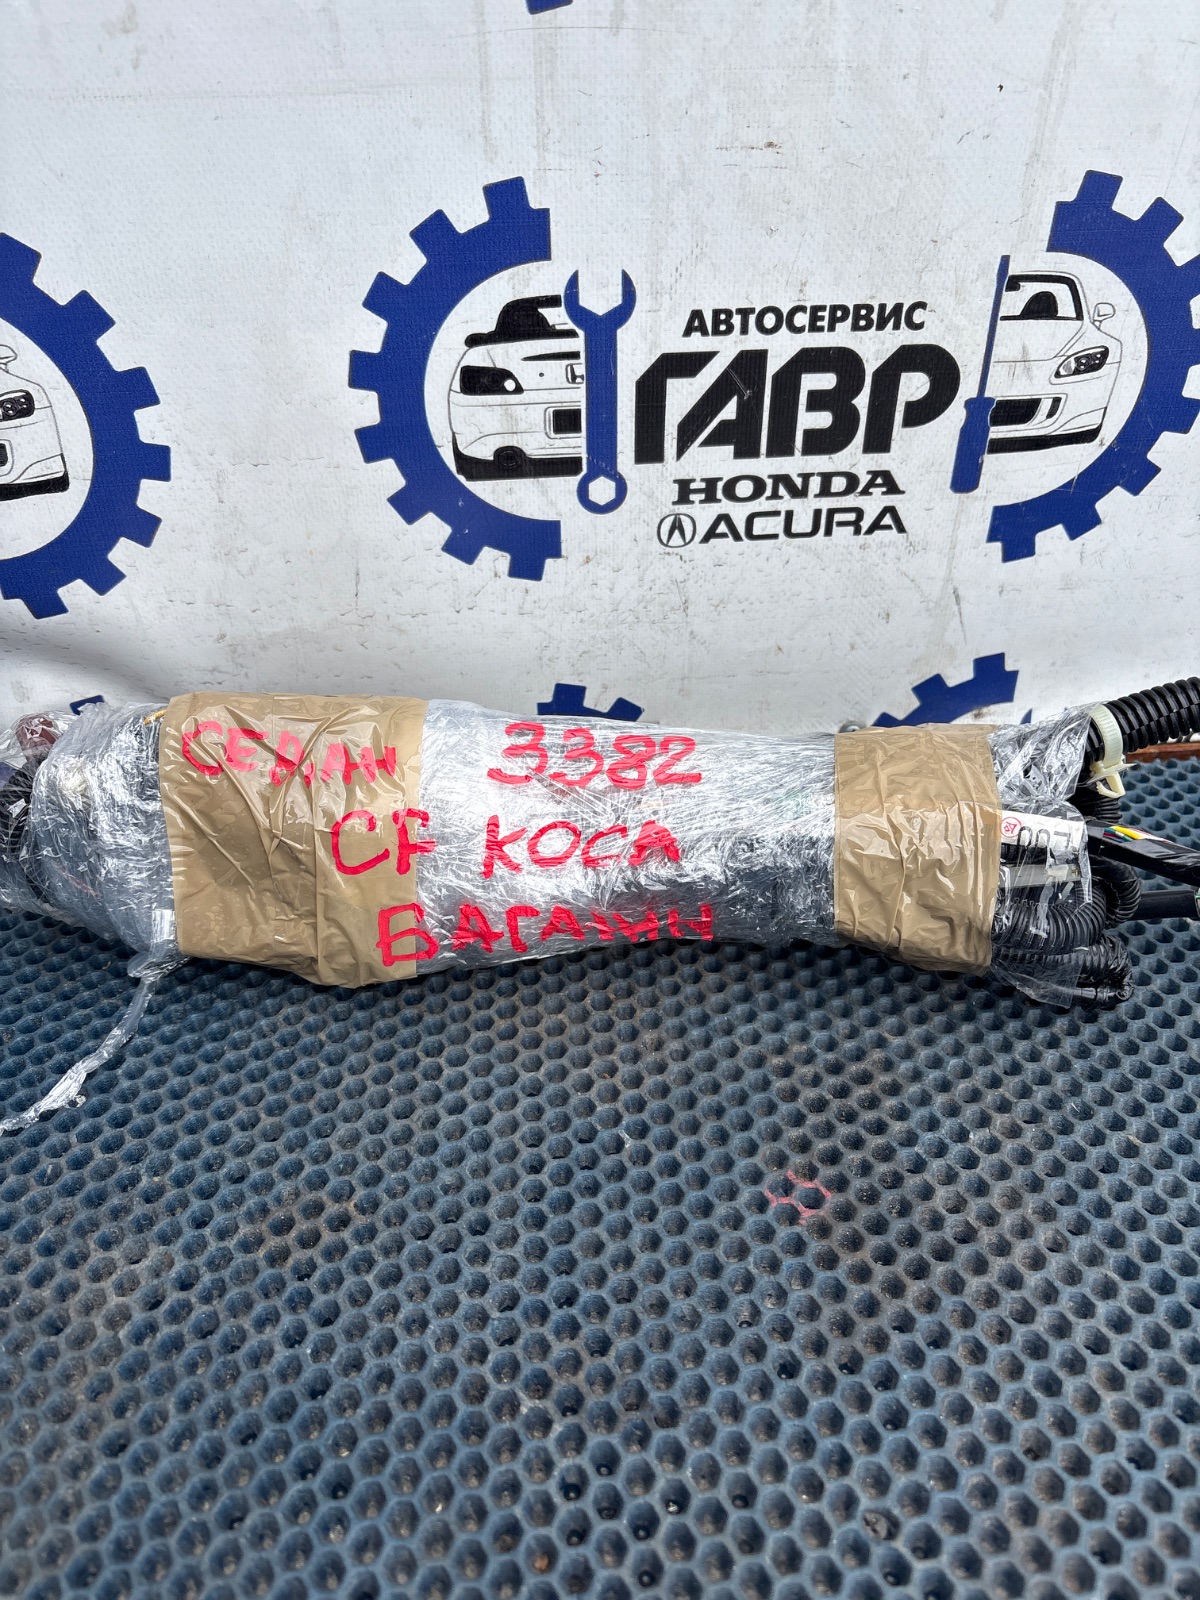 АВТОСЕРВИС
ГАВР
HONDA
ACURA
СЕДАН 3382
CF КОСА
БАГАЖН